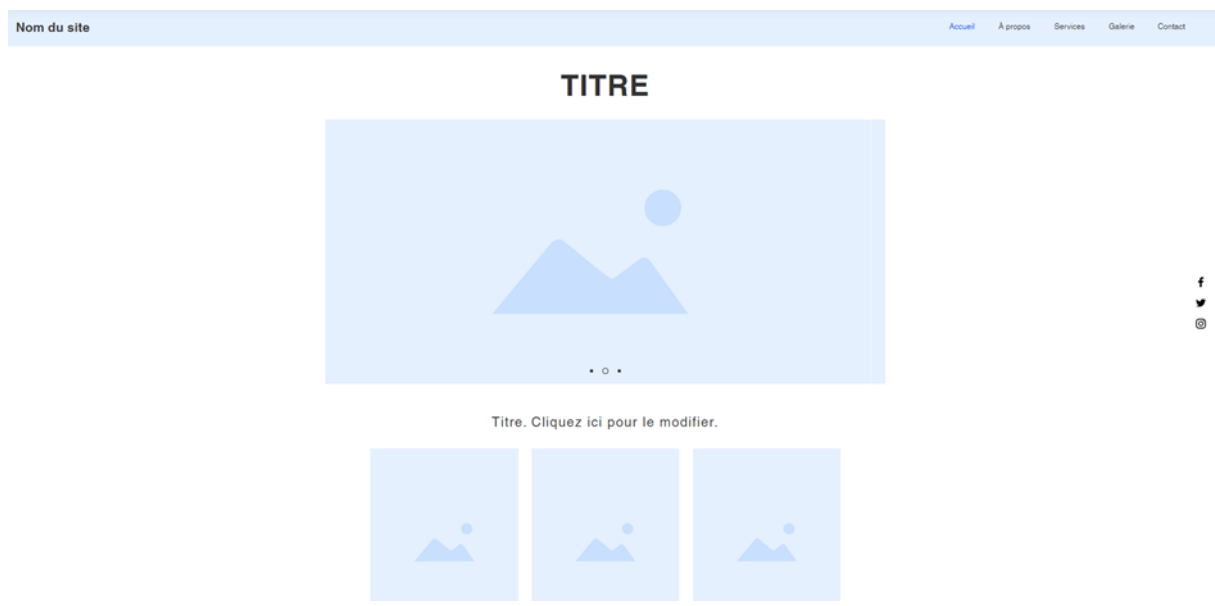 Nom du site
Accueil À propos Services Galerie Contact
TITRE
Titre. Cliquez ici pour le modifier.